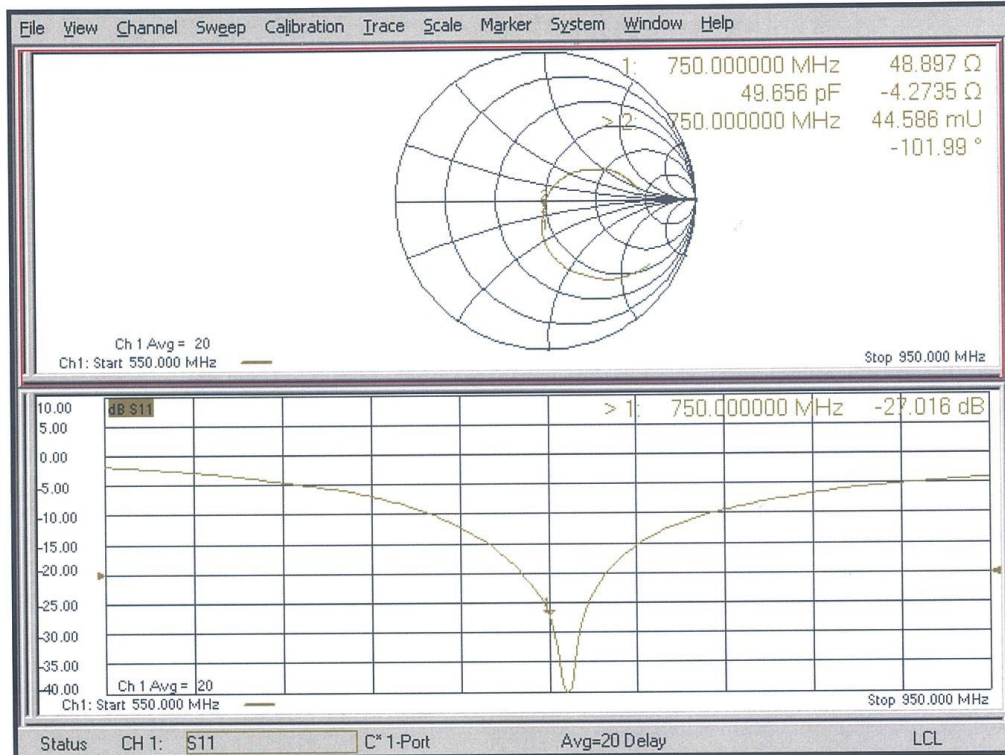 File View Channel Sweep Calibration Trace Scale Marker System Window Help
1: 750.000000 MHz 48.897 Ω
49.656 pF -4.2735 Ω
> 2: 750.000000 MHz 44.586 mU
-101.99 °
Ch 1 Avg = 20
Ch1: Start 550.000 MHz
Stop 950.000 MHz
10.00
dB S11
> 1: 750.000000 MHz -27.016 dB
5.00
0.00
-5.00
-10.00
-15.00
-20.00
-25.00
-30.00
-35.00
-40.00
Ch 1 Avg = 20
Ch1: Start 550.000 MHz
Stop 950.000 MHz
Status CH 1: S11 C* 1-Port Avg=20 Delay LCL